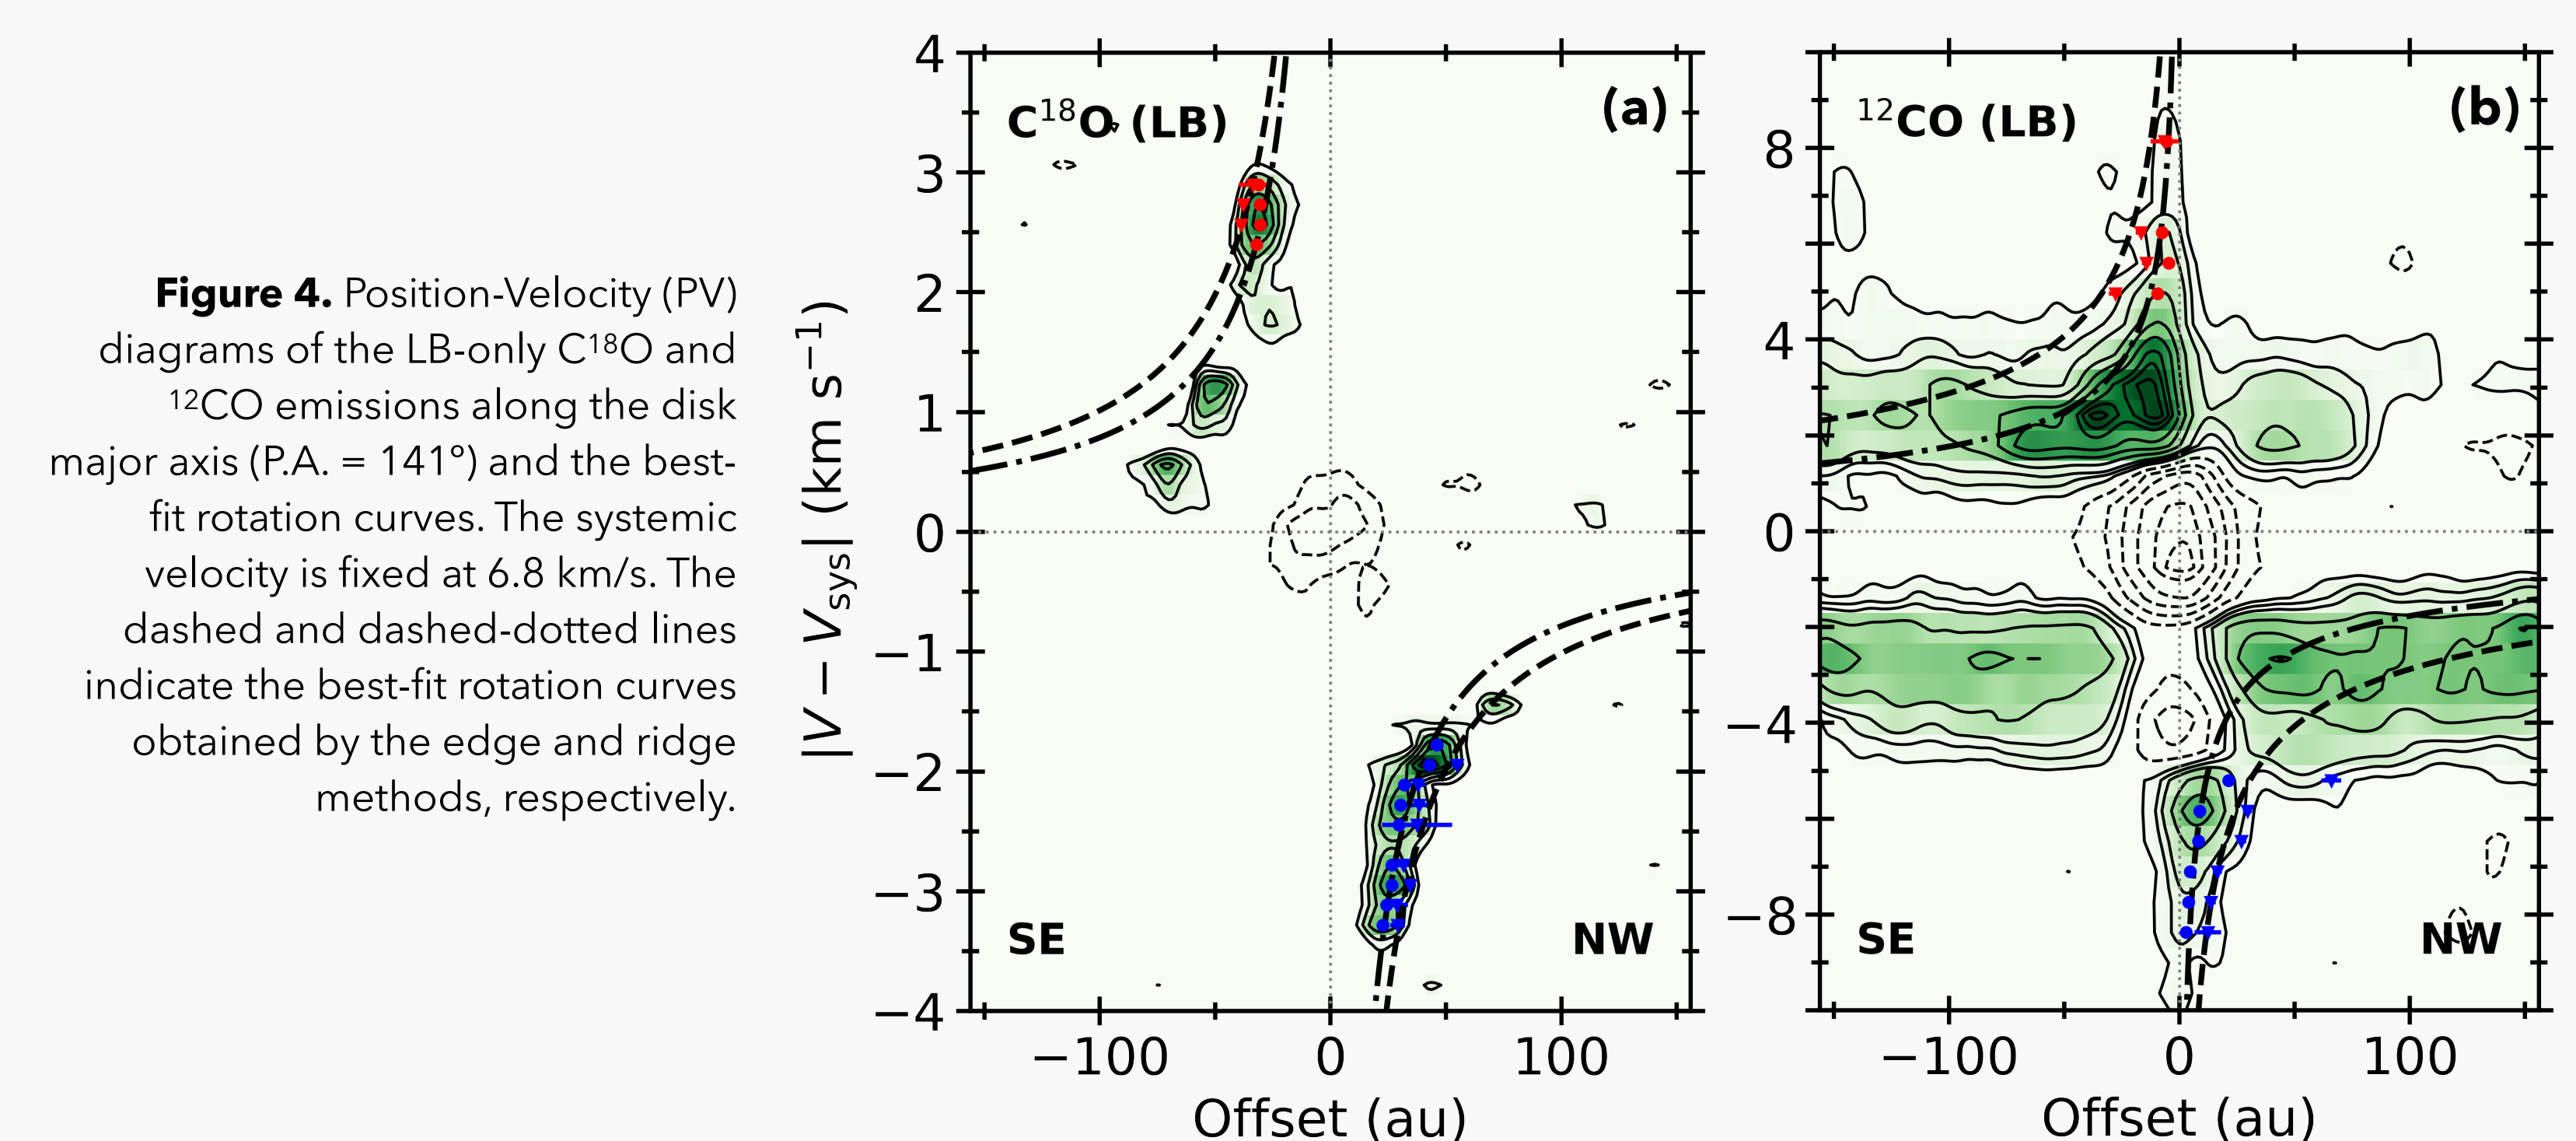 Figure 4. Position-Velocity (PV)
diagrams of the LB-only C¹⁸O and
¹²CO emissions along the disk
major axis (P.A. = 141º) and the best-
fit rotation curves. The systemic
velocity is fixed at 6.8 km/s. The
dashed and dashed-dotted lines
indicate the best-fit rotation curves
obtained by the edge and ridge
methods, respectively.
|V − V_sys| (km s⁻¹)
4
3
2
1
0
−1
−2
−3
−4
C¹⁸O (LB)
(a)
SE
NW
−100
0
100
Offset (au)
8
4
0
−4
−8
¹²CO (LB)
(b)
SE
NW
−100
0
100
Offset (au)